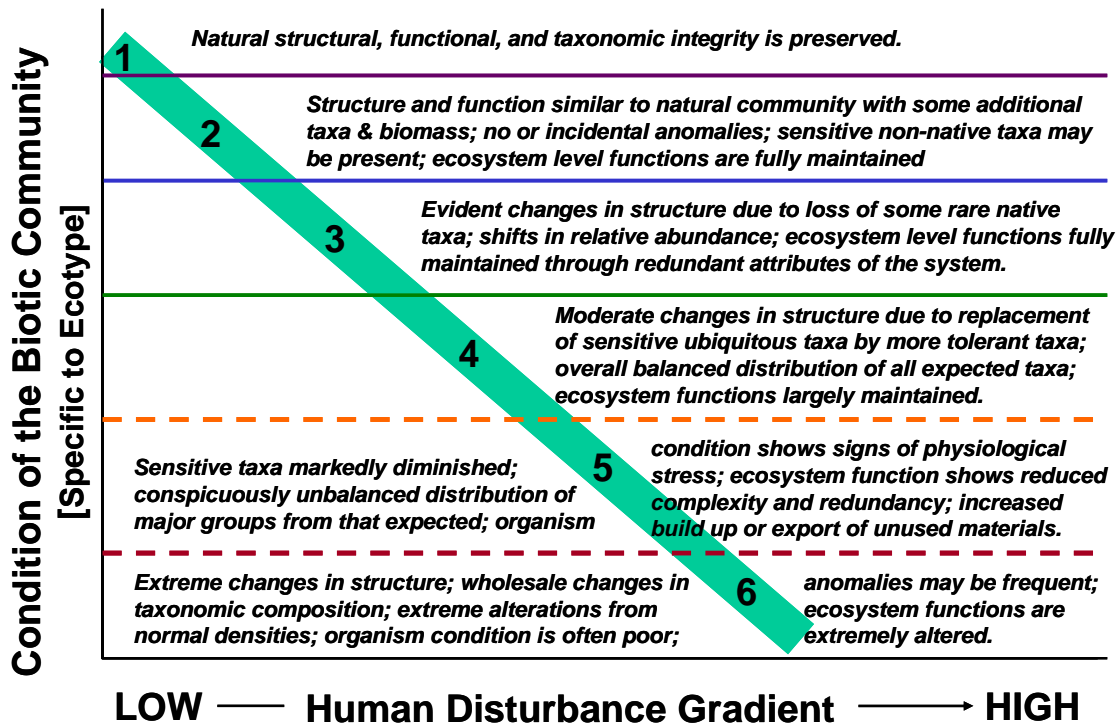 Condition of the Biotic Community
[Specific to Ecotype]
1
Natural structural, functional, and taxonomic integrity is preserved.
2
Structure and function similar to natural community with some additional
taxa & biomass; no or incidental anomalies; sensitive non-native taxa may
be present; ecosystem level functions are fully maintained
3
Evident changes in structure due to loss of some rare native
taxa; shifts in relative abundance; ecosystem level functions fully
maintained through redundant attributes of the system.
4
Moderate changes in structure due to replacement
of sensitive ubiquitous taxa by more tolerant taxa;
overall balanced distribution of all expected taxa;
ecosystem functions largely maintained.
Sensitive taxa markedly diminished;
conspicuously unbalanced distribution of
major groups from that expected; organism
5
condition shows signs of physiological
stress; ecosystem function shows reduced
complexity and redundancy; increased
build up or export of unused materials.
Extreme changes in structure; wholesale changes in
taxonomic composition; extreme alterations from
normal densities; organism condition is often poor;
6
anomalies may be frequent;
ecosystem functions are
extremely altered.
LOW Human Disturbance Gradient HIGH